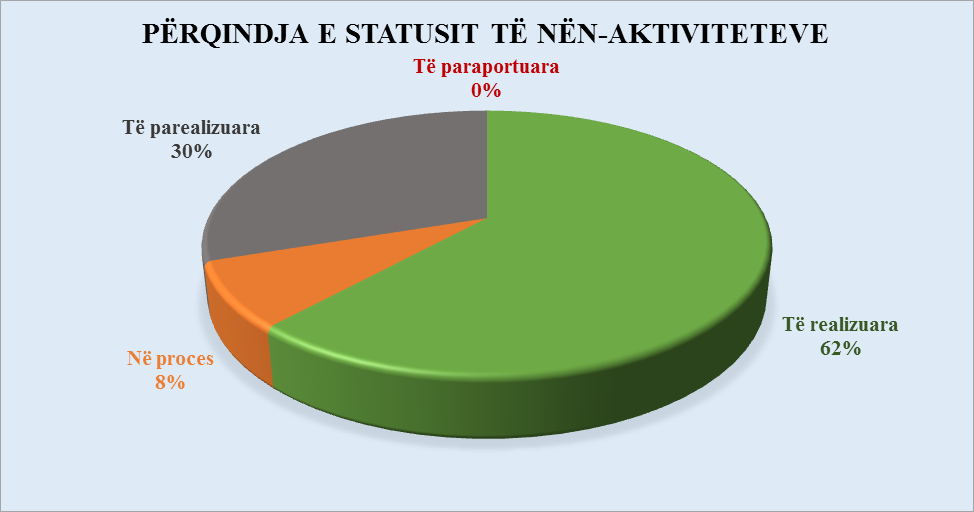 PËRQINDJA E STATUSIT TË NËN-AKTIVITETEVE
Të paraportuara
0%
Të parealizuara
30%
Të realizuara
62%
Në proces
8%